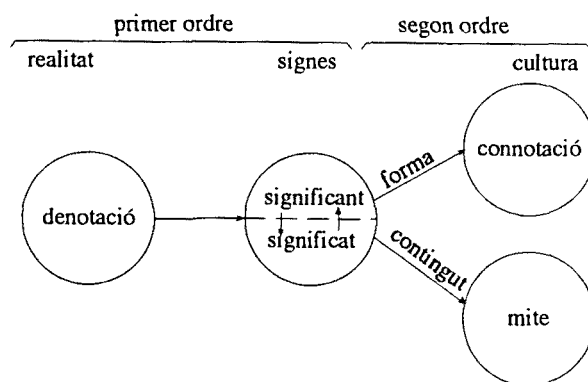 primer ordre segon ordre
realitat signes cultura
connotació
forma
significant
denotació
significat
contingut
mite